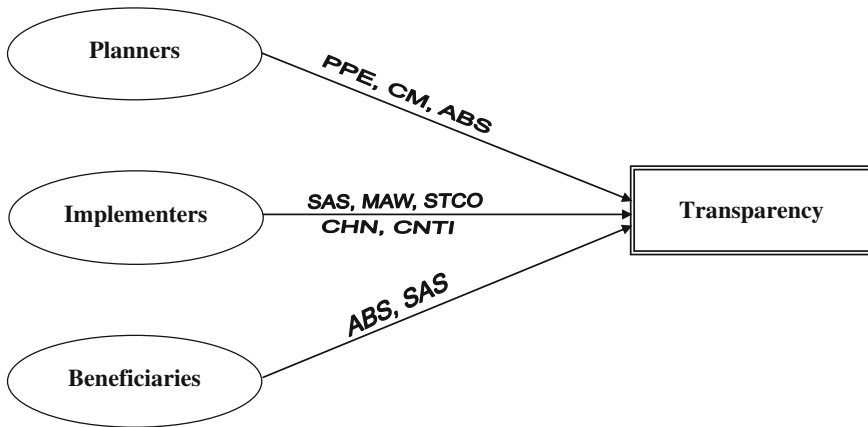 Planners
PPE, CM, ABS
Implementers
SAS, MAW, STCO
CHN, CNTI
Transparency
ABS, SAS
Beneficiaries